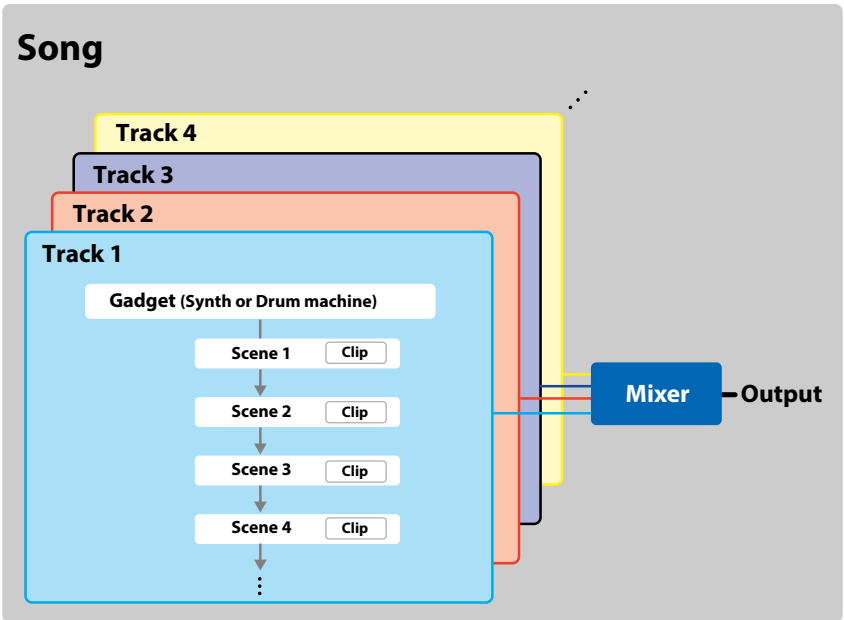 Song
Track 4
Track 3
Track 2
Track 1
Gadget (Synth or Drum machine)
Scene 1 Clip
Scene 2 Clip
Scene 3 Clip
Scene 4 Clip
Mixer
Output